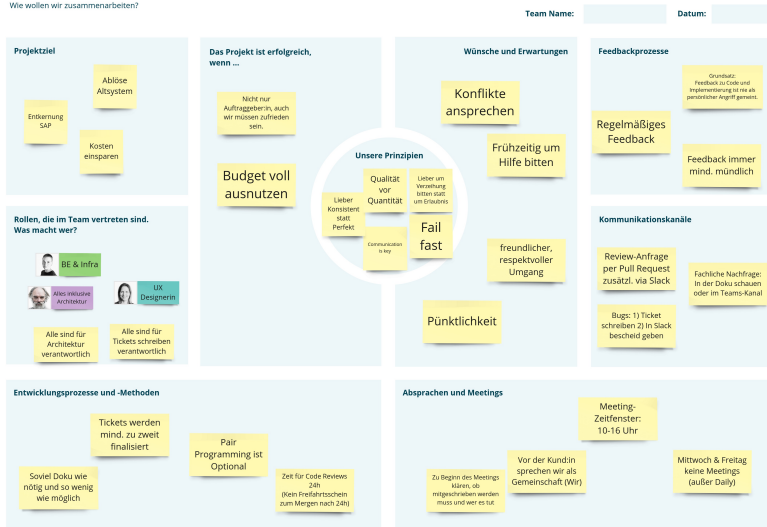 Wie wollen wir zusammenarbeiten?
Team Name:
Datum:
Projektziel
Ablöse
Altsystem
Entkernung
SAP
Kosten
einsparen
Das Projekt ist erfolgreich,
wenn ...
Nicht nur
Auftraggeber:in, auch
wir müssen zufrieden
sein.
Budget voll
ausnutzen
Unsere Prinzipien
Qualität
vor
Quantität
Lieber um
Verzeihung
bitten statt
um Erlaubnis
Lieber
Konsistent
statt
Perfekt
Communication
is key
Fail
fast
Wünsche und Erwartungen
Konflikte
ansprechen
Frühzeitig um
Hilfe bitten
freundlicher,
respektvoller
Umgang
Pünktlichkeit
Feedbackprozesse
Grundsatz:
Feedback zu Code und
Implementierung ist nie als
persönlicher Angriff gemeint.
Regelmäßiges
Feedback
Feedback immer
mind. mündlich
Rollen, die im Team vertreten sind.
Was macht wer?
BE & Infra
Alles inklusive
Architektur
UX
Designerin
Alle sind für
Architektur
verantwortlich
Alle sind für
Tickets schreiben
verantwortlich
Kommunikationskanäle
Review-Anfrage
per Pull Request
zusätzl. via Slack
Fachliche Nachfrage:
In der Doku schauen
oder im Teams-Kanal
Bugs: 1) Ticket
schreiben 2) In Slack
bescheid geben
Entwicklungsprozesse und -Methoden
Tickets werden
mind. zu zweit
finalisiert
Pair
Programming ist
Optional
Soviel Doku wie
nötig und so wenig
wie möglich
Zeit für Code Reviews
24h
(Kein Freifahrtsschein
zum Mergen nach 24h)
Absprachen und Meetings
Meeting-
Zeitfenster:
10-16 Uhr
Vor der Kund:in
sprechen wir als
Gemeinschaft (Wir)
Mittwoch & Freitag
keine Meetings
(außer Daily)
Zu Beginn des Meetings
klären, ob
mitgeschrieben werden
muss und wer es tut